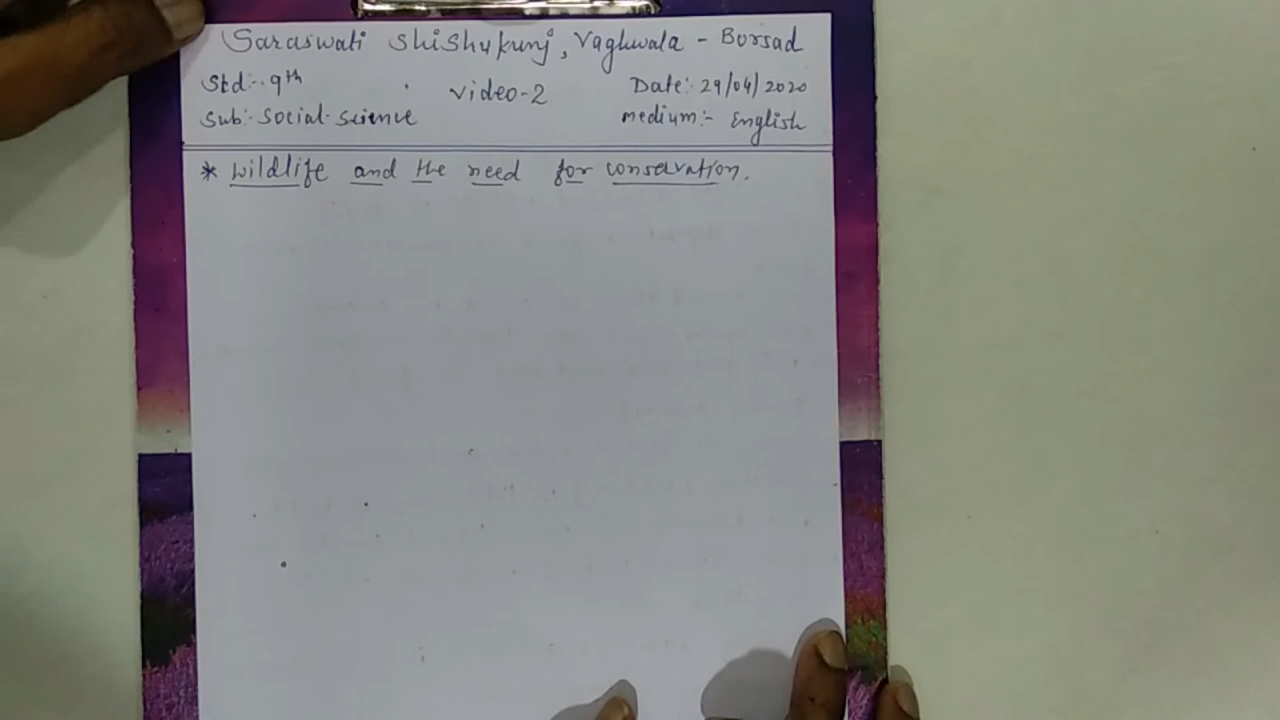 Saraswati Shishukunj, Vaghwala - Borsad
Std:- 9th
video-2
Date:- 29/04/2020
Sub:- Social-Science
medium:- English
* wildlife and the need for conservation.